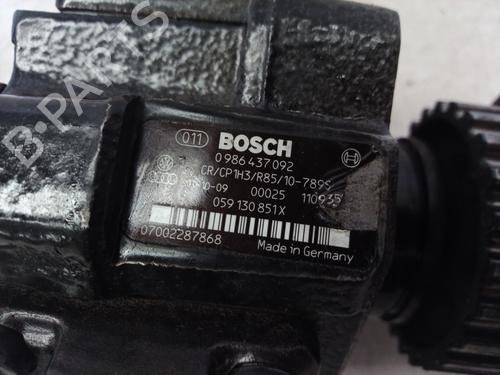 011 BOSCH
0 986 437 092
CR/CP1H3/R85/10-789S
10-09 00025 110935
059 130 851X
07002287868 Made in Germany
B-PARTS